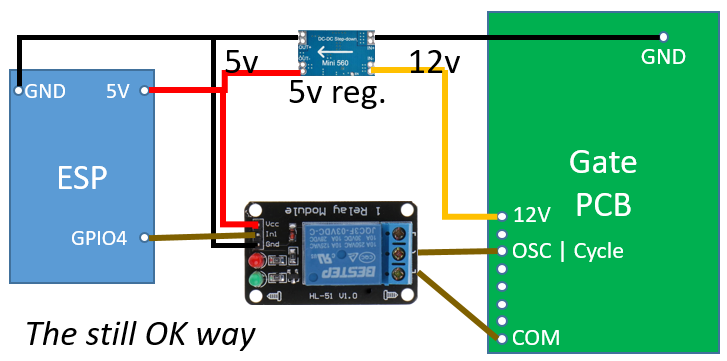 DC-DC Step-down
OUT+
IN+
OUT-
IN-
Mini 560
5v
12v
5v reg.
GND
GND
5V
ESP
GPIO4
Gate
PCB
12V
OSC | Cycle
COM
1 Relay Module
Vcc
In1
Gnd
JQC3F-03VDC-C
BESTEP
HL-51 V1.0
The still OK way